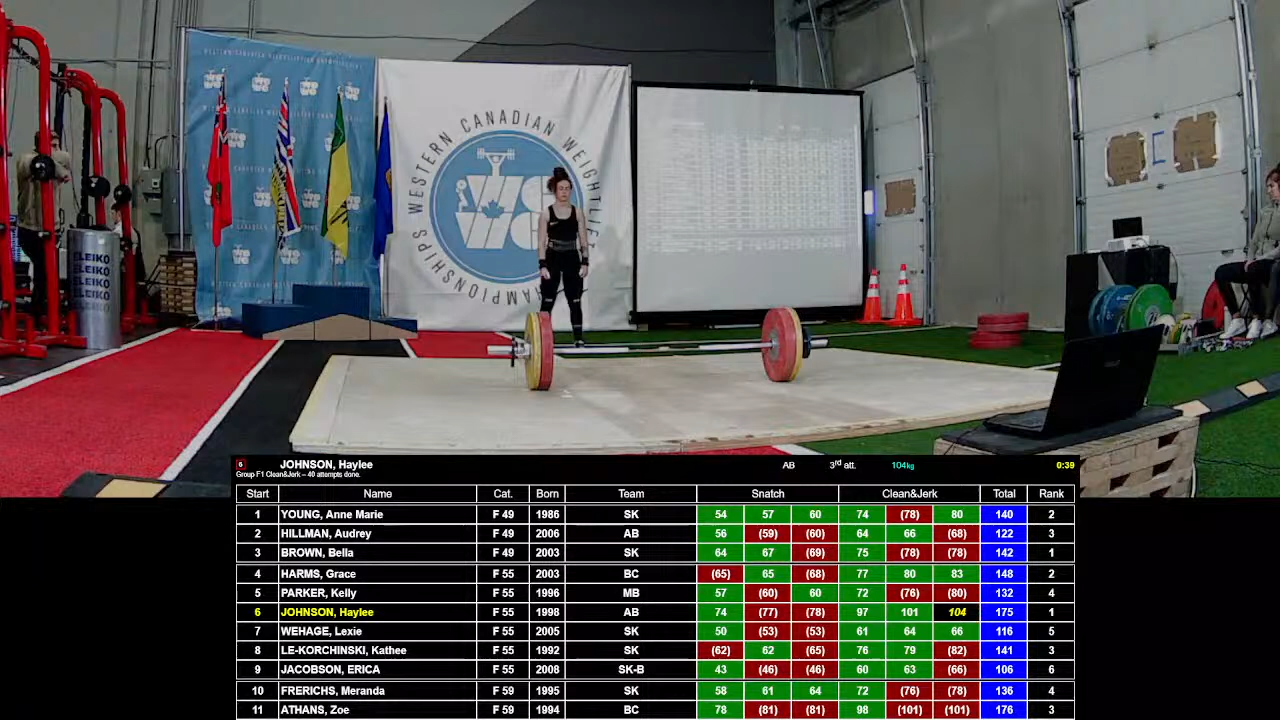 WESTERN CANADIAN WEIGHTLIF
MPIONSHIPS
ELEIKO
ELEIKO
ELEIKO
ELEIKO
6 JOHNSON, Haylee AB 3rd att. 104kg 0:39
Group F1 Clean&Jerk – 40 attempts done.
Start Name Cat. Born Team Snatch Clean&Jerk Total Rank
1 YOUNG, Anne Marie F 49 1986 SK 54 57 60 74 (78) 80 140 2
2 HILLMAN, Audrey F 49 2006 AB 56 (59) (60) 64 66 (68) 122 3
3 BROWN, Bella F 49 2003 SK 64 67 (69) 75 (78) (78) 142 1
4 HARMS, Grace F 55 2003 BC (65) 65 (68) 77 80 83 148 2
5 PARKER, Kelly F 55 1996 MB 57 (60) 60 72 (76) (80) 132 4
6 JOHNSON, Haylee F 55 1998 AB 74 (77) (78) 97 101 104 175 1
7 WEHAGE, Lexie F 55 2005 SK 50 (53) (53) 61 64 66 116 5
8 LE-KORCHINSKI, Kathee F 55 1992 SK (62) 62 (65) 76 79 (82) 141 3
9 JACOBSON, ERICA F 55 2008 SK-B 43 (46) (46) 60 63 (66) 106 6
10 FRERICHS, Meranda F 59 1995 SK 58 61 64 72 (76) (78) 136 4
11 ATHANS, Zoe F 59 1994 BC 78 (81) (81) 98 (101) (101) 176 3